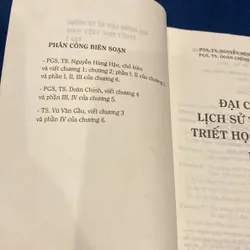 PHÂN CÔNG BIÊN SOẠN
- PGS, TS. Nguyễn Hùng Hậu, chủ biên
và viết chương 1; chương 2; phần I, II
và phần I, II, III của chương 6.
- PGS, TS. Doãn Chính, viết chương 4
và phần III, IV của chương 5.
- TS. Vũ Văn Gầu, viết chương 3
và phần IV của chương 6.
PGS, TS. NGUYỄN HÙNG
PGS, TS. DOÃN CHÍNH
ĐẠI C
LỊCH SỬ T
TRIẾT HỌ